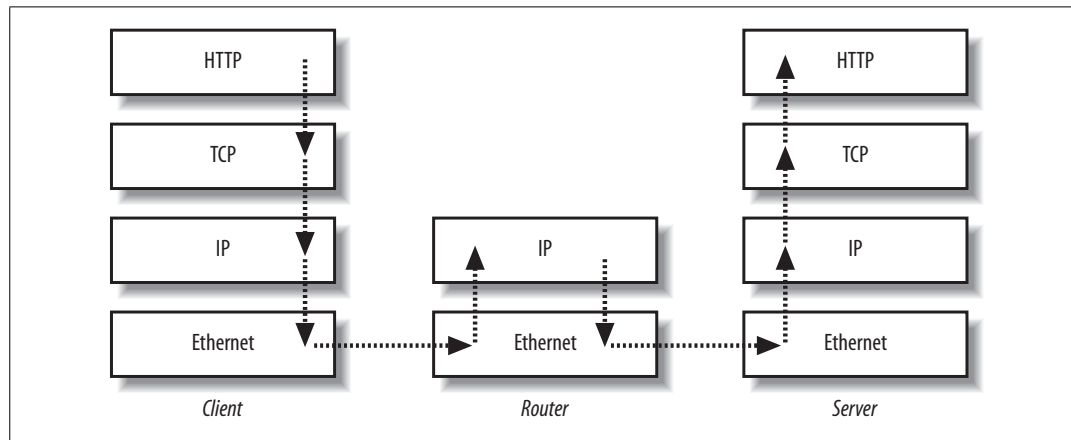 HTTP HTTP
TCP TCP
IP IP IP
Ethernet Ethernet Ethernet
Client Router Server